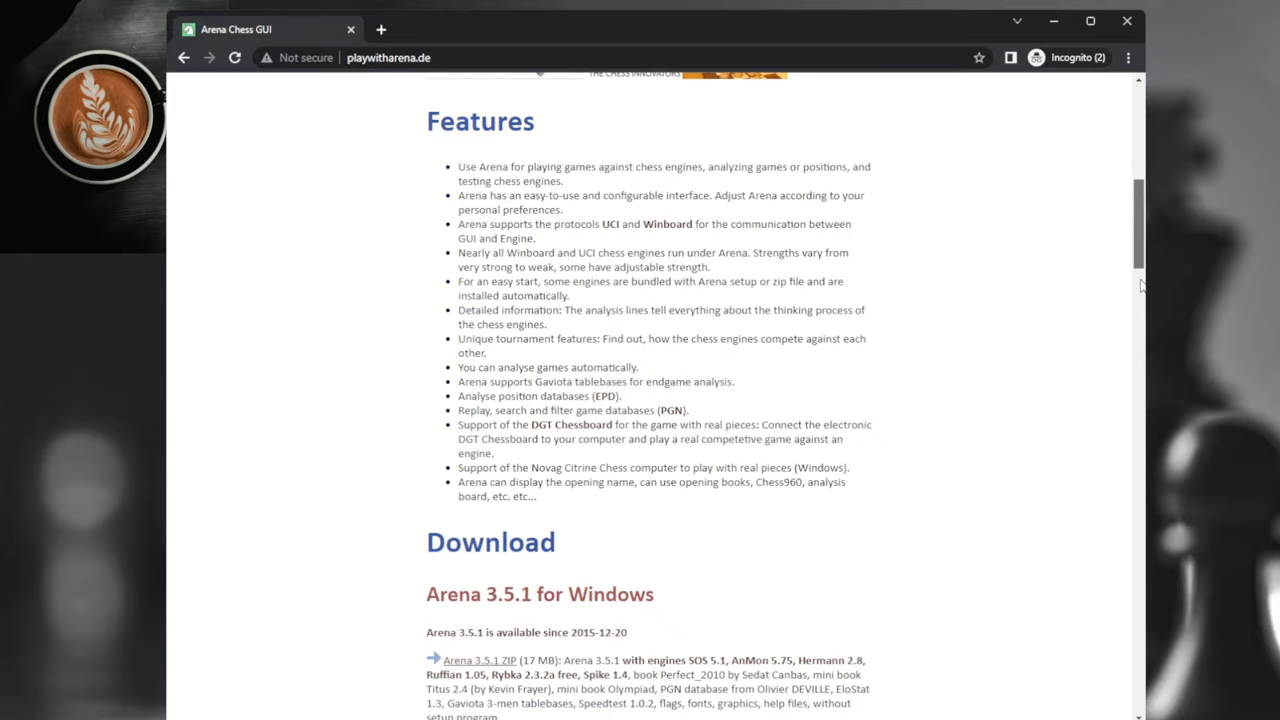 Arena Chess GUI
Not secure
playwitharena.de
Incognito (2)
THE CHESS INNOVATORS
Features
Use Arena for playing games against chess engines, analyzing games or positions, and
testing chess engines.
Arena has an easy-to-use and configurable interface. Adjust Arena according to your
personal preferences.
Arena supports the protocols UCI and Winboard for the communication between
GUI and Engine.
Nearly all Winboard and UCI chess engines run under Arena. Strengths vary from
very strong to weak, some have adjustable strength.
For an easy start, some engines are bundled with Arena setup or zip file and are
installed automatically.
Detailed information: The analysis lines tell everything about the thinking process of
the chess engines.
Unique tournament features: Find out, how the chess engines compete against each
other.
You can analyse games automatically.
Arena supports Gaviota tablebases for endgame analysis.
Analyse position databases (EPD).
Replay, search and filter game databases (PGN).
Support of the DGT Chessboard for the game with real pieces: Connect the electronic
DGT Chessboard to your computer and play a real competetive game against an
engine.
Support of the Novag Citrine Chess computer to play with real pieces (Windows).
Arena can display the opening name, can use opening books, Chess960, analysis
board, etc. etc...
Download
Arena 3.5.1 for Windows
Arena 3.5.1 is available since 2015-12-20
Arena 3.5.1 ZIP (17 MB): Arena 3.5.1 with engines SOS 5.1, AnMon 5.75, Hermann 2.8,
Ruffian 1.05, Rybka 2.3.2a free, Spike 1.4, book Perfect_2010 by Sedat Canbas, mini book
Titus 2.4 (by Kevin Frayer), mini book Olympiad, PGN database from Olivier DEVILLE, EloStat
1.3, Gaviota 3-men tablebases, Speedtest 1.0.2, flags, fonts, graphics, help files, without
setup program.